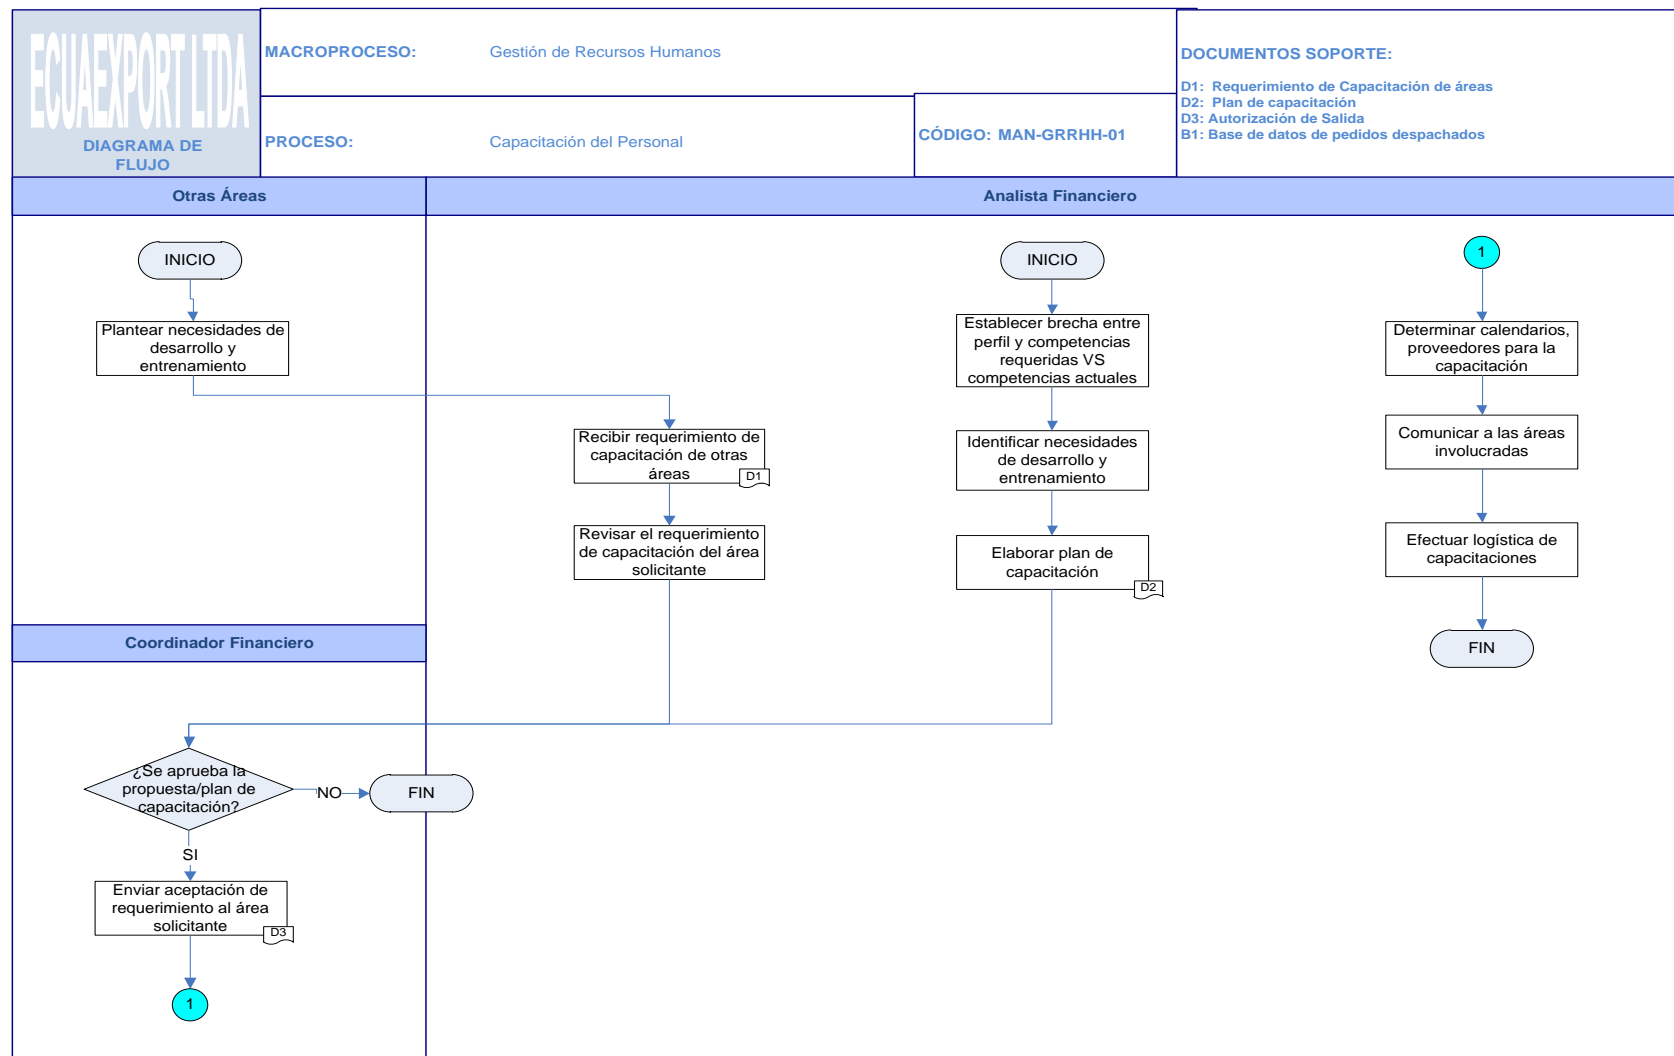 ECUAEXPORT LTDA
DIAGRAMA DE
FLUJO
MACROPROCESO: Gestión de Recursos Humanos
PROCESO: Capacitación del Personal
CÓDIGO: MAN-GRRHH-01
DOCUMENTOS SOPORTE:
D1: Requerimiento de Capacitación de áreas
D2: Plan de capacitación
D3: Autorización de Salida
B1: Base de datos de pedidos despachados
Otras Áreas
Analista Financiero
INICIO
Plantear necesidades de
desarrollo y
entrenamiento
Recibir requerimiento de
capacitación de otras
áreas
D1
Revisar el requerimiento
de capacitación del área
solicitante
INICIO
Establecer brecha entre
perfil y competencias
requeridas VS
competencias actuales
Identificar necesidades
de desarrollo y
entrenamiento
Elaborar plan de
capacitación
D2
1
Determinar calendarios,
proveedores para la
capacitación
Comunicar a las áreas
involucradas
Efectuar logística de
capacitaciones
FIN
Coordinador Financiero
¿Se aprueba la
propuesta/plan de
capacitación?
NO
FIN
SI
Enviar aceptación de
requerimiento al área
solicitante
D3
1